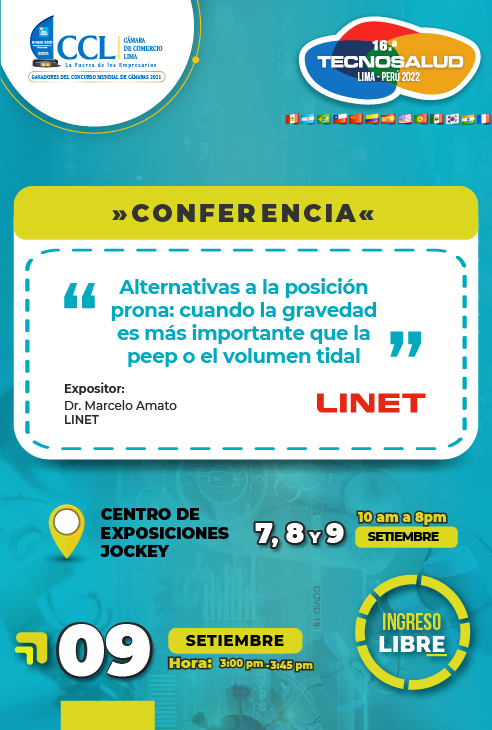 CCL
CÁMARA
DE COMERCIO
LIMA
La Fuerza de los Empresarios
GANADORES DEL CONCURSO MUNDIAL DE CÁMARAS 2021
16.ª
TECNOSALUD
LIMA - PERÚ 2022
»CONFERENCIA«
“ Alternativas a la posición
prona: cuando la gravedad
es más importante que la
peep o el volumen tidal ”
Expositor:
Dr. Marcelo Amato
LINET
LINET
CENTRO DE
EXPOSICIONES
JOCKEY
7, 8 Y 9
10 am a 8pm
SETIEMBRE
COVID 19
09
SETIEMBRE
Hora: 3:00 pm -3:45 pm
INGRESO
LIBRE